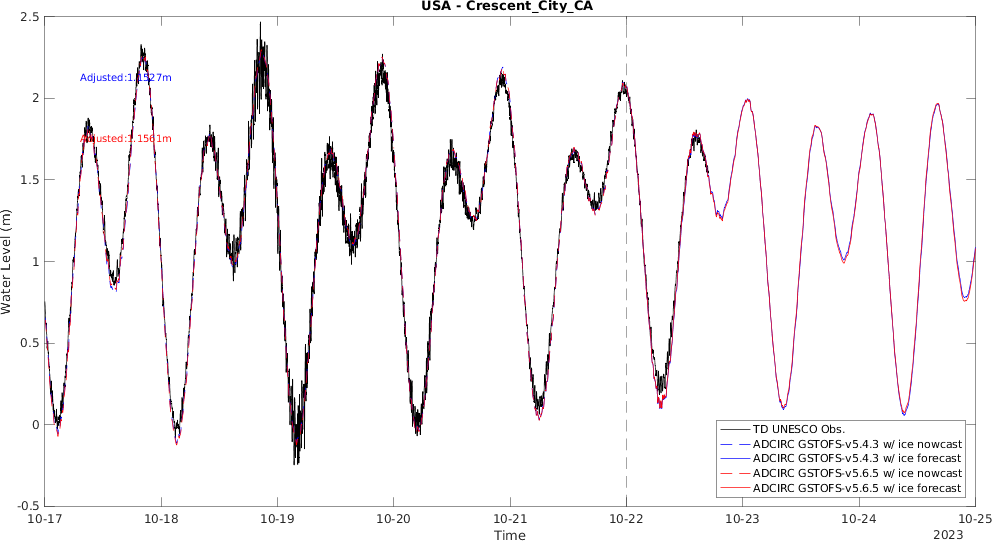 USA - Crescent_City_CA
2.5
2
1.5
1
0.5
0
-0.5
Water Level (m)
Adjusted:1.1527m
Adjusted:1.1561m
TD UNESCO Obs.
ADCIRC GSTOFS-v5.4.3 w/ ice nowcast
ADCIRC GSTOFS-v5.4.3 w/ ice forecast
ADCIRC GSTOFS-v5.6.5 w/ ice nowcast
ADCIRC GSTOFS-v5.6.5 w/ ice forecast
10-17 10-18 10-19 10-20 10-21 10-22 10-23 10-24 10-25
Time
2023